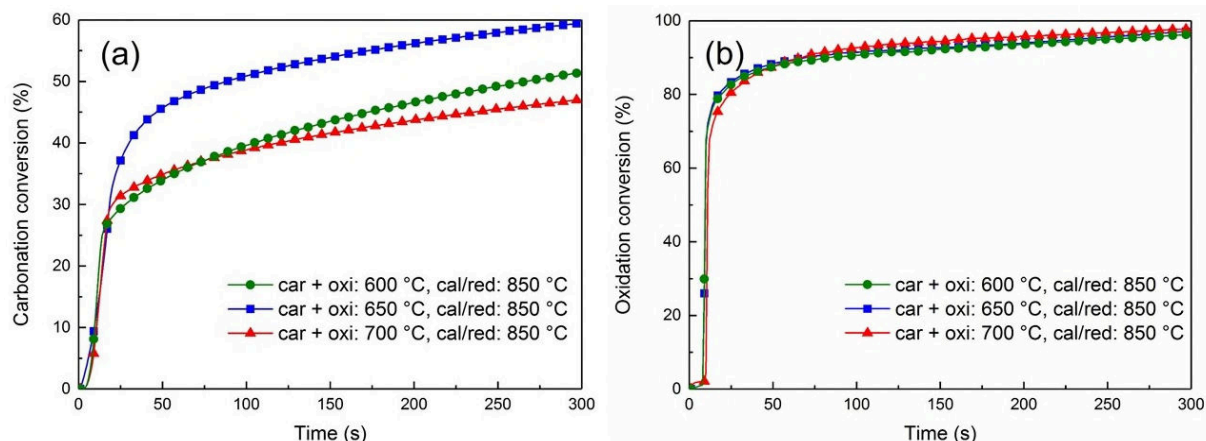 (a)
Carbonation conversion (%)
60
50
40
30
20
10
0
car + oxi: 600 °C, cal/red: 850 °C
car + oxi: 650 °C, cal/red: 850 °C
car + oxi: 700 °C, cal/red: 850 °C
0 50 100 150 200 250 300
Time (s)
(b)
Oxidation conversion (%)
100
80
60
40
20
0
car + oxi: 600 °C, cal/red: 850 °C
car + oxi: 650 °C, cal/red: 850 °C
car + oxi: 700 °C, cal/red: 850 °C
0 50 100 150 200 250 300
Time (s)